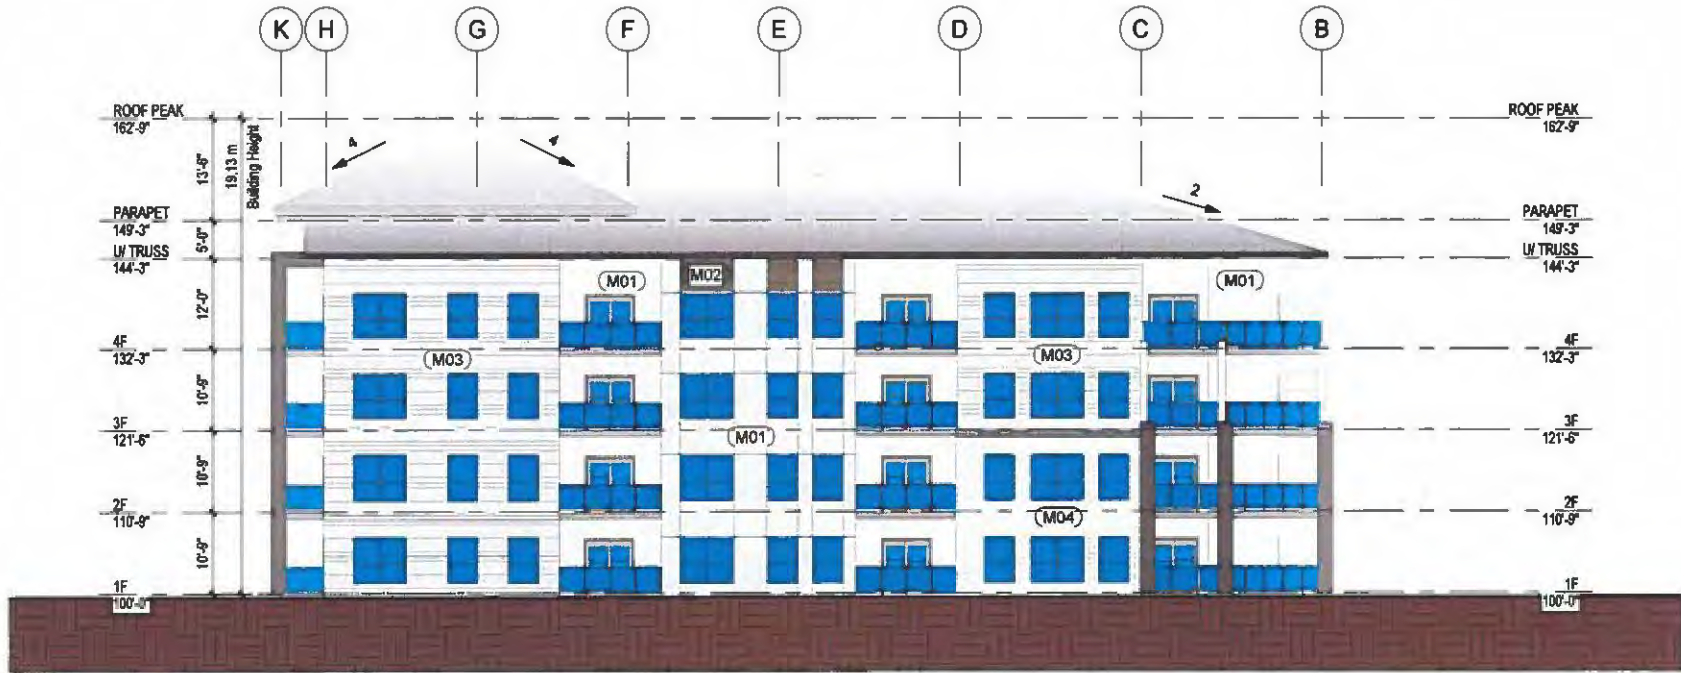 K H G F E D C B
ROOF PEAK
162'-9"
ROOF PEAK
162'-9"
4
4
2
13'-6"
19.13 m
Building Height
PARAPET
149'-3"
PARAPET
149'-3"
5'-0"
U/ TRUSS
144'-3"
U/ TRUSS
144'-3"
M01
M02
M01
12'-0"
4F
132'-3"
4F
132'-3"
M03
M03
10'-9"
3F
121'-6"
3F
121'-6"
M01
10'-9"
2F
110'-9"
2F
110'-9"
M04
10'-9"
1F
100'-0"
1F
100'-0"